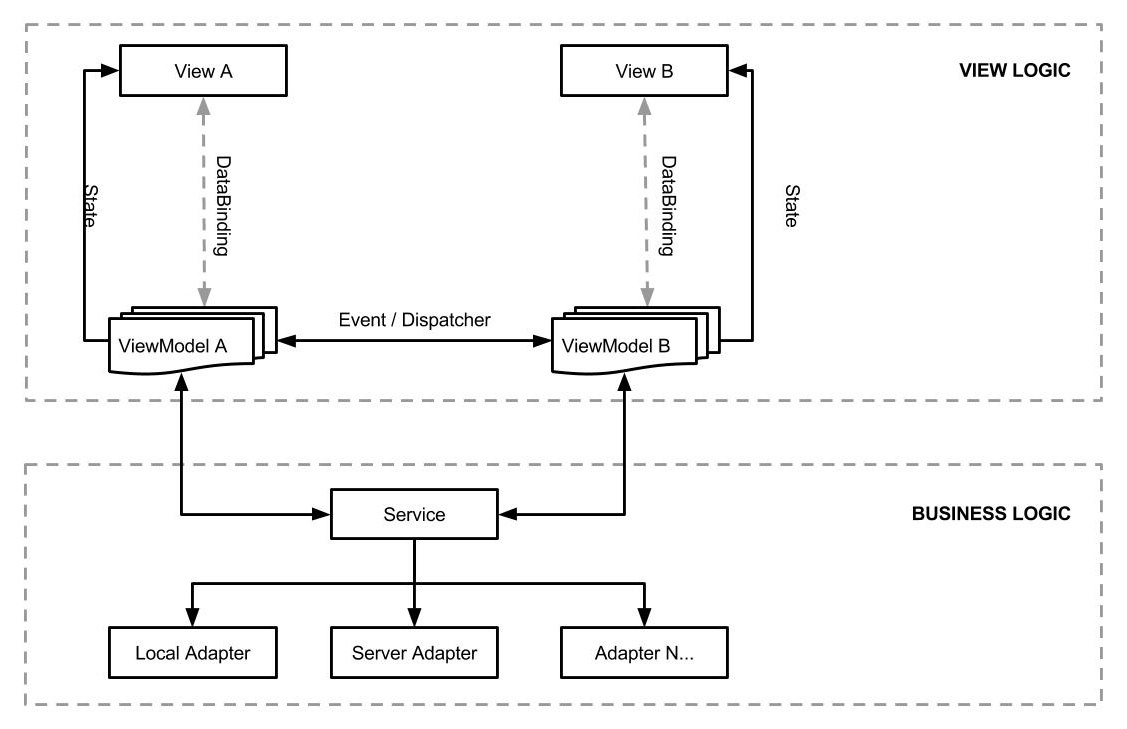 View A
View B
VIEW LOGIC
State
DataBinding
DataBinding
State
Event / Dispatcher
ViewModel A
ViewModel B
Service
BUSINESS LOGIC
Local Adapter
Server Adapter
Adapter N...